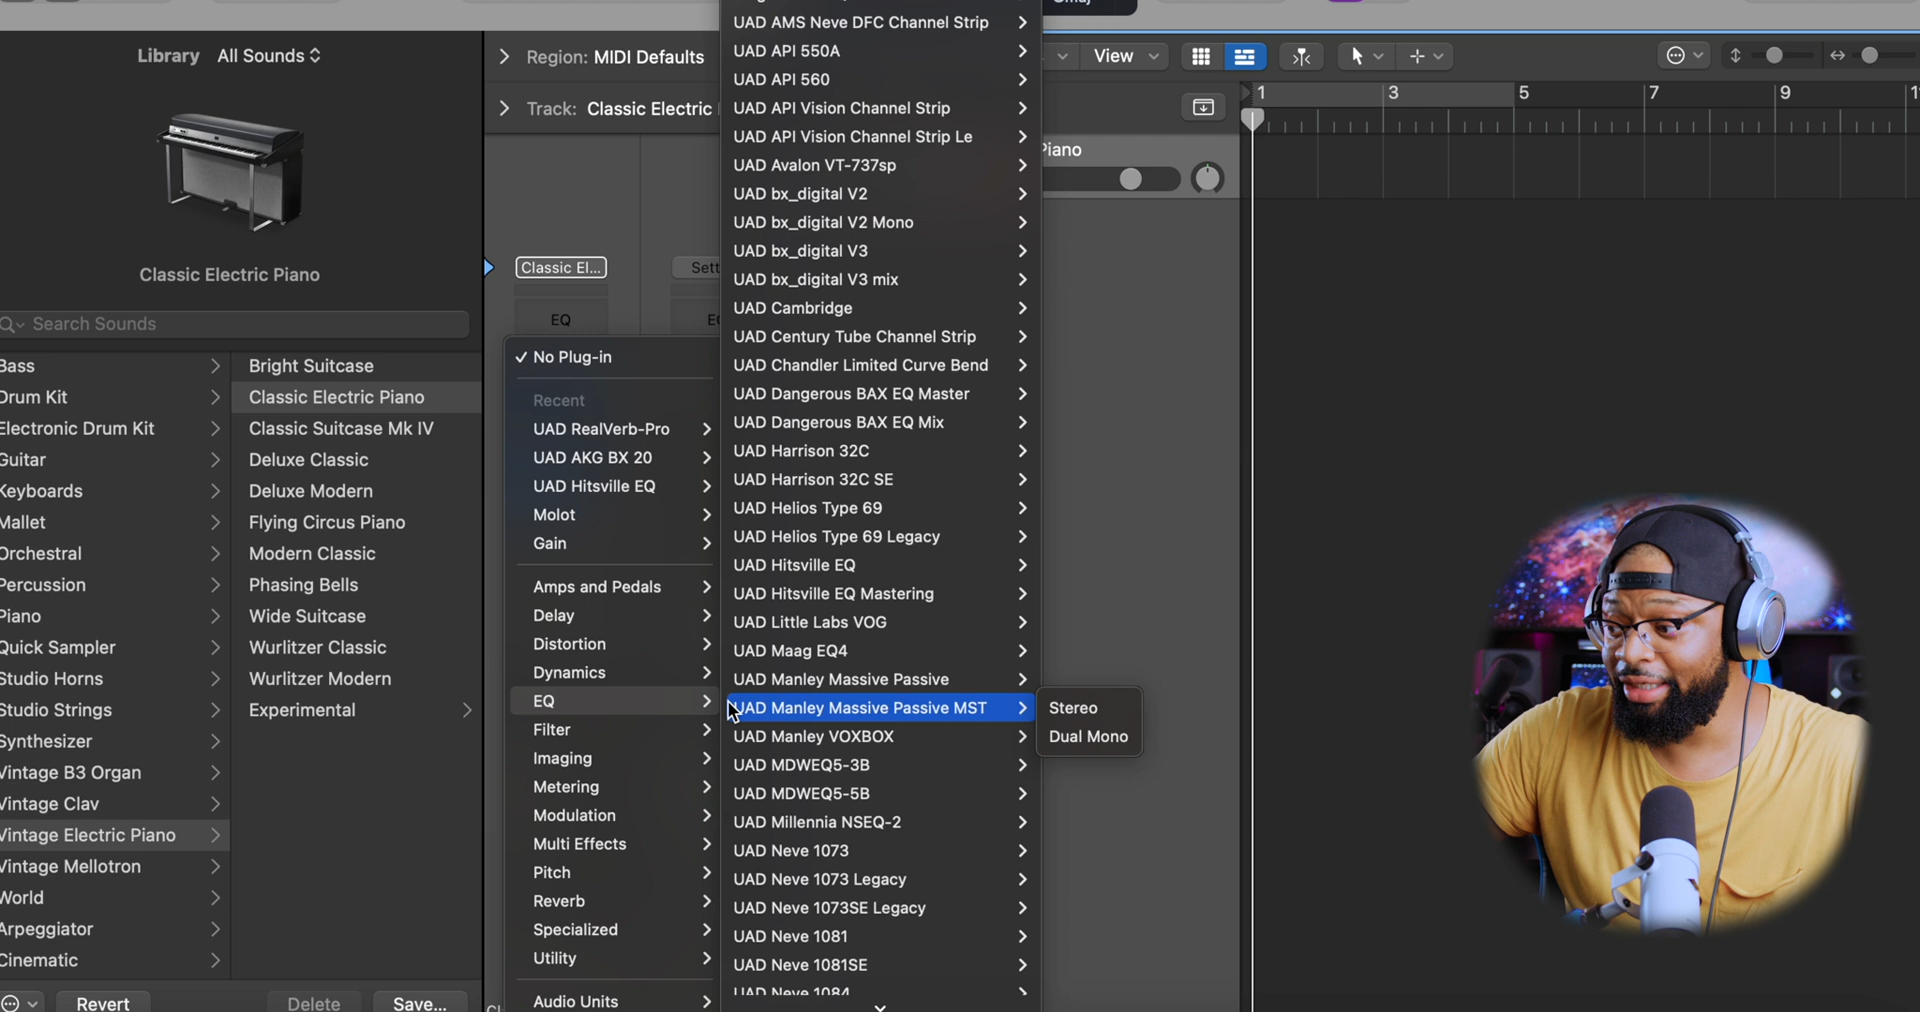 Library All Sounds
Classic Electric Piano
Search Sounds
Bass
Drum Kit
Electronic Drum Kit
Guitar
Keyboards
Mallet
Orchestral
Percussion
Piano
Quick Sampler
Studio Horns
Studio Strings
Synthesizer
Vintage B3 Organ
Vintage Clav
Vintage Electric Piano
Vintage Mellotron
World
Arpeggiator
Cinematic
Bright Suitcase
Classic Electric Piano
Classic Suitcase Mk IV
Deluxe Classic
Deluxe Modern
Flying Circus Piano
Modern Classic
Phasing Bells
Wide Suitcase
Wurlitzer Classic
Wurlitzer Modern
Experimental
Revert Delete Save...
Region: MIDI Defaults
Track: Classic Electric
Classic El...
Sett
EQ
✓ No Plug-in
Recent
UAD RealVerb-Pro
UAD AKG BX 20
UAD Hitsville EQ
Molot
Gain
Amps and Pedals
Delay
Distortion
Dynamics
EQ
Filter
Imaging
Metering
Modulation
Multi Effects
Pitch
Reverb
Specialized
Utility
Audio Units
UAD AMS Neve DFC Channel Strip
UAD API 550A
UAD API 560
UAD API Vision Channel Strip
UAD API Vision Channel Strip Le
UAD Avalon VT-737sp
UAD bx_digital V2
UAD bx_digital V2 Mono
UAD bx_digital V3
UAD bx_digital V3 mix
UAD Cambridge
UAD Century Tube Channel Strip
UAD Chandler Limited Curve Bend
UAD Dangerous BAX EQ Master
UAD Dangerous BAX EQ Mix
UAD Harrison 32C
UAD Harrison 32C SE
UAD Helios Type 69
UAD Helios Type 69 Legacy
UAD Hitsville EQ
UAD Hitsville EQ Mastering
UAD Little Labs VOG
UAD Maag EQ4
UAD Manley Massive Passive
UAD Manley Massive Passive MST
UAD Manley VOXBOX
UAD MDWEQ5-3B
UAD MDWEQ5-5B
UAD Millennia NSEQ-2
UAD Neve 1073
UAD Neve 1073 Legacy
UAD Neve 1073SE Legacy
UAD Neve 1081
UAD Neve 1081SE
UAD Neve 1084
Stereo
Dual Mono
View
1 3 5 7 9
Piano